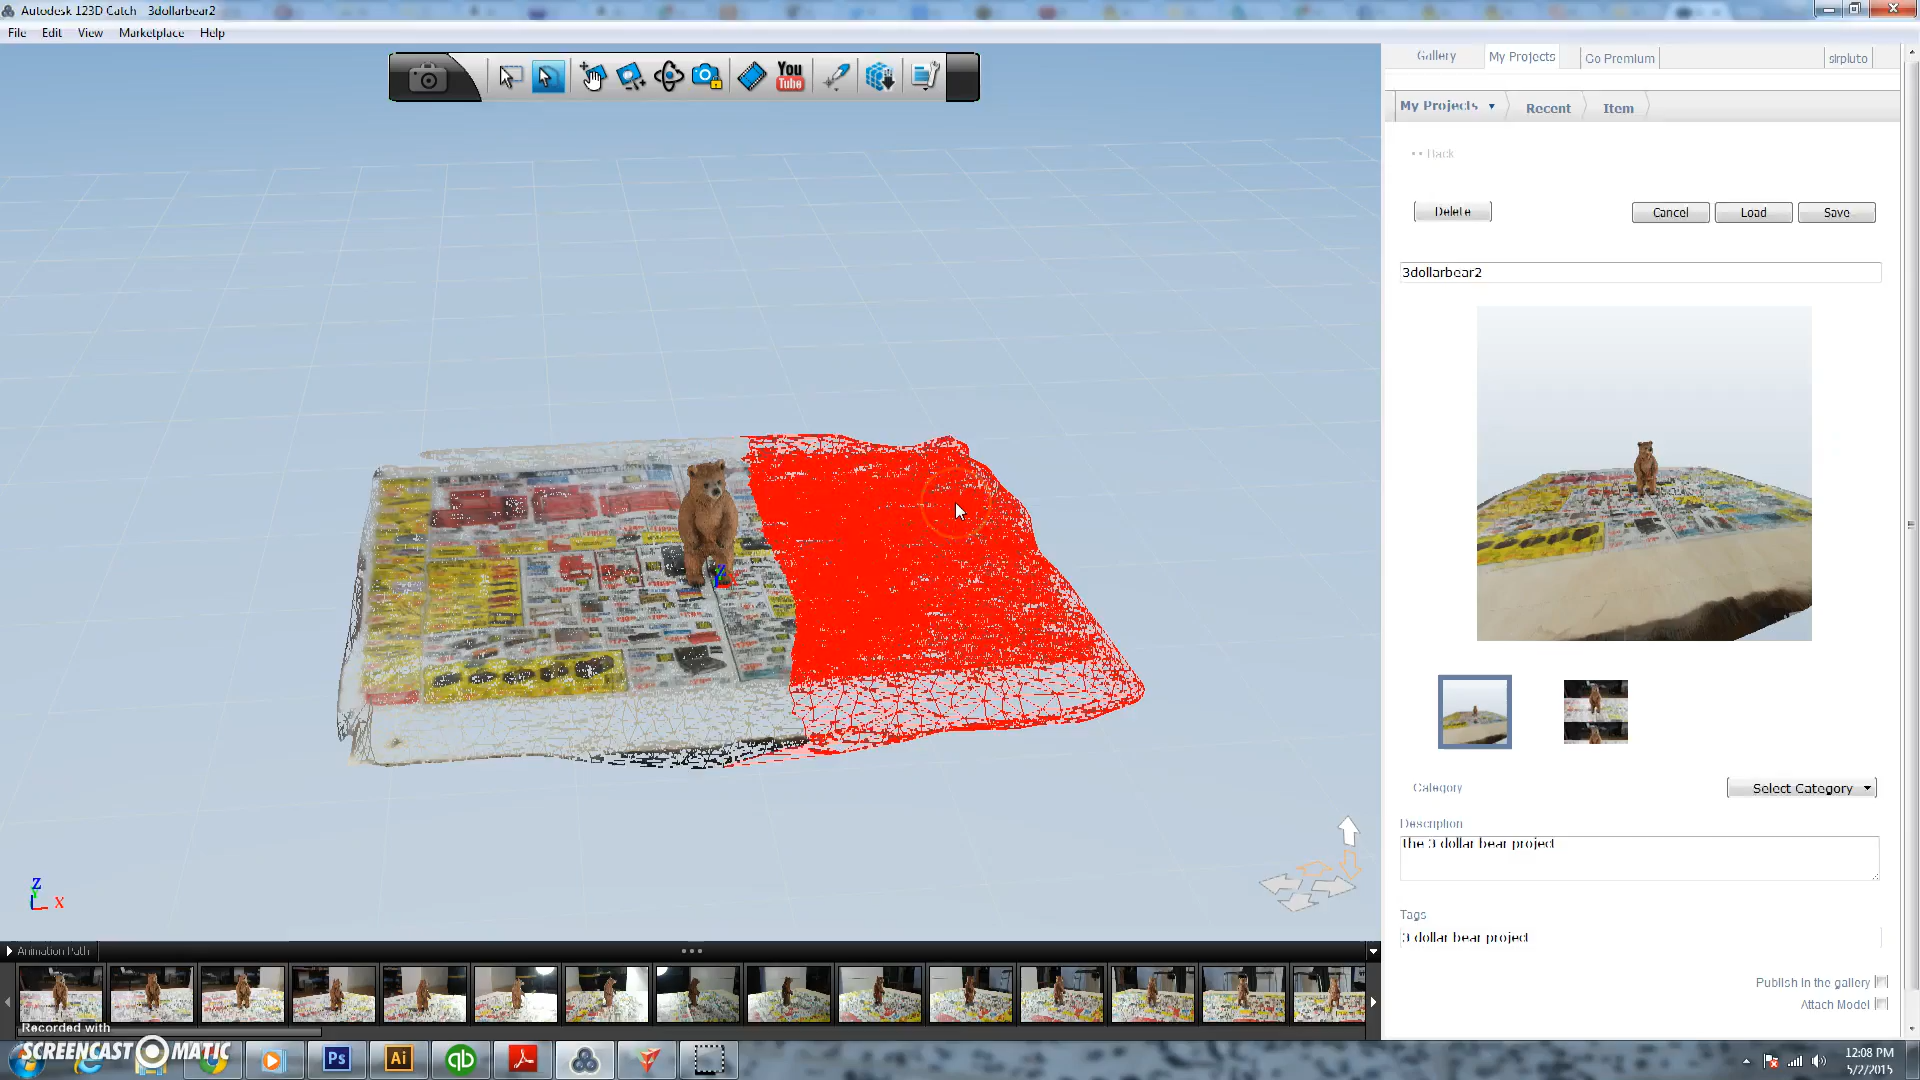 Autodesk 123D Catch - 3dollarbear2
File Edit View Marketplace Help
You
Tube
Gallery My Projects Go Premium slrpluto
My Projects Recent Item
Back
Delete Cancel Load Save
3dollarbear2
Z
Category Select Category
Description
the 3 dollar bear project
Z
X
Tags
3 dollar bear project
Animation Path
Publish in the gallery
Attach Model
Recorded with
SCREENCAST MATIC
Ps Ai qb
12:08 PM
5/2/2015